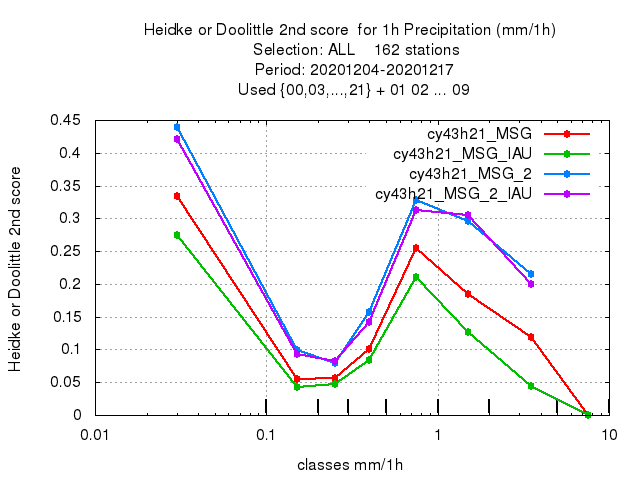 Heidke or Doolittle 2nd score  for 1h Precipitation (mm/1h)
Selection: ALL    162 stations
Period: 20201204-20201217
Used {00,03,...,21} + 01 02 ... 09
Heidke or Doolittle 2nd score
0.45
0.4
0.35
0.3
0.25
0.2
0.15
0.1
0.05
0
cy43h21_MSG
cy43h21_MSG_IAU
cy43h21_MSG_2
cy43h21_MSG_2_IAU
0.01 0.1 1 10
classes mm/1h